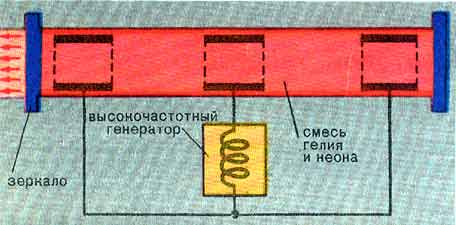 высокочастотный
генератор
смесь
гелия
и неона
зеркало